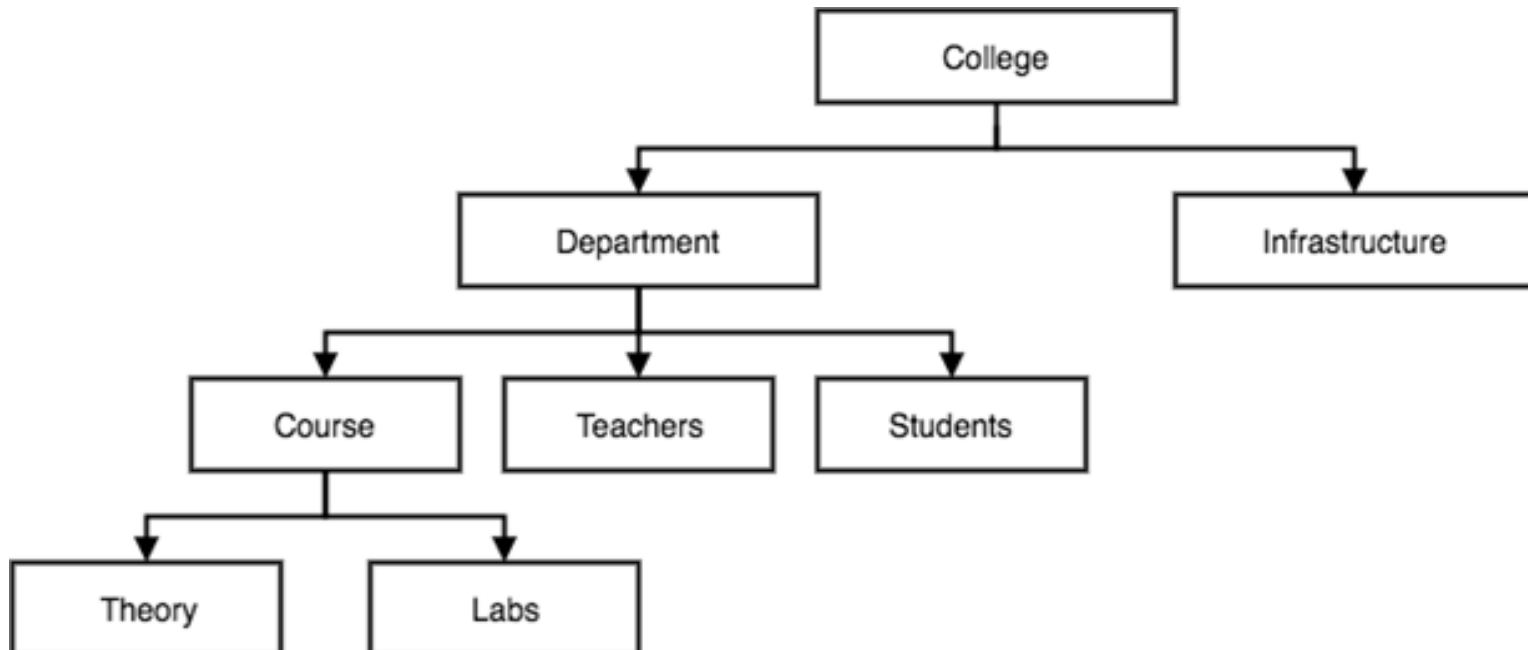 College
Department
Infrastructure
Course
Teachers
Students
Theory
Labs